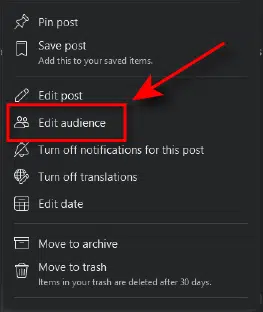 Pin post
Save post
Add this to your saved items.
Edit post
Edit audience
Turn off notifications for this post
Turn off translations
Edit date
Move to archive
Move to trash
Items in your trash are deleted after 30 days.